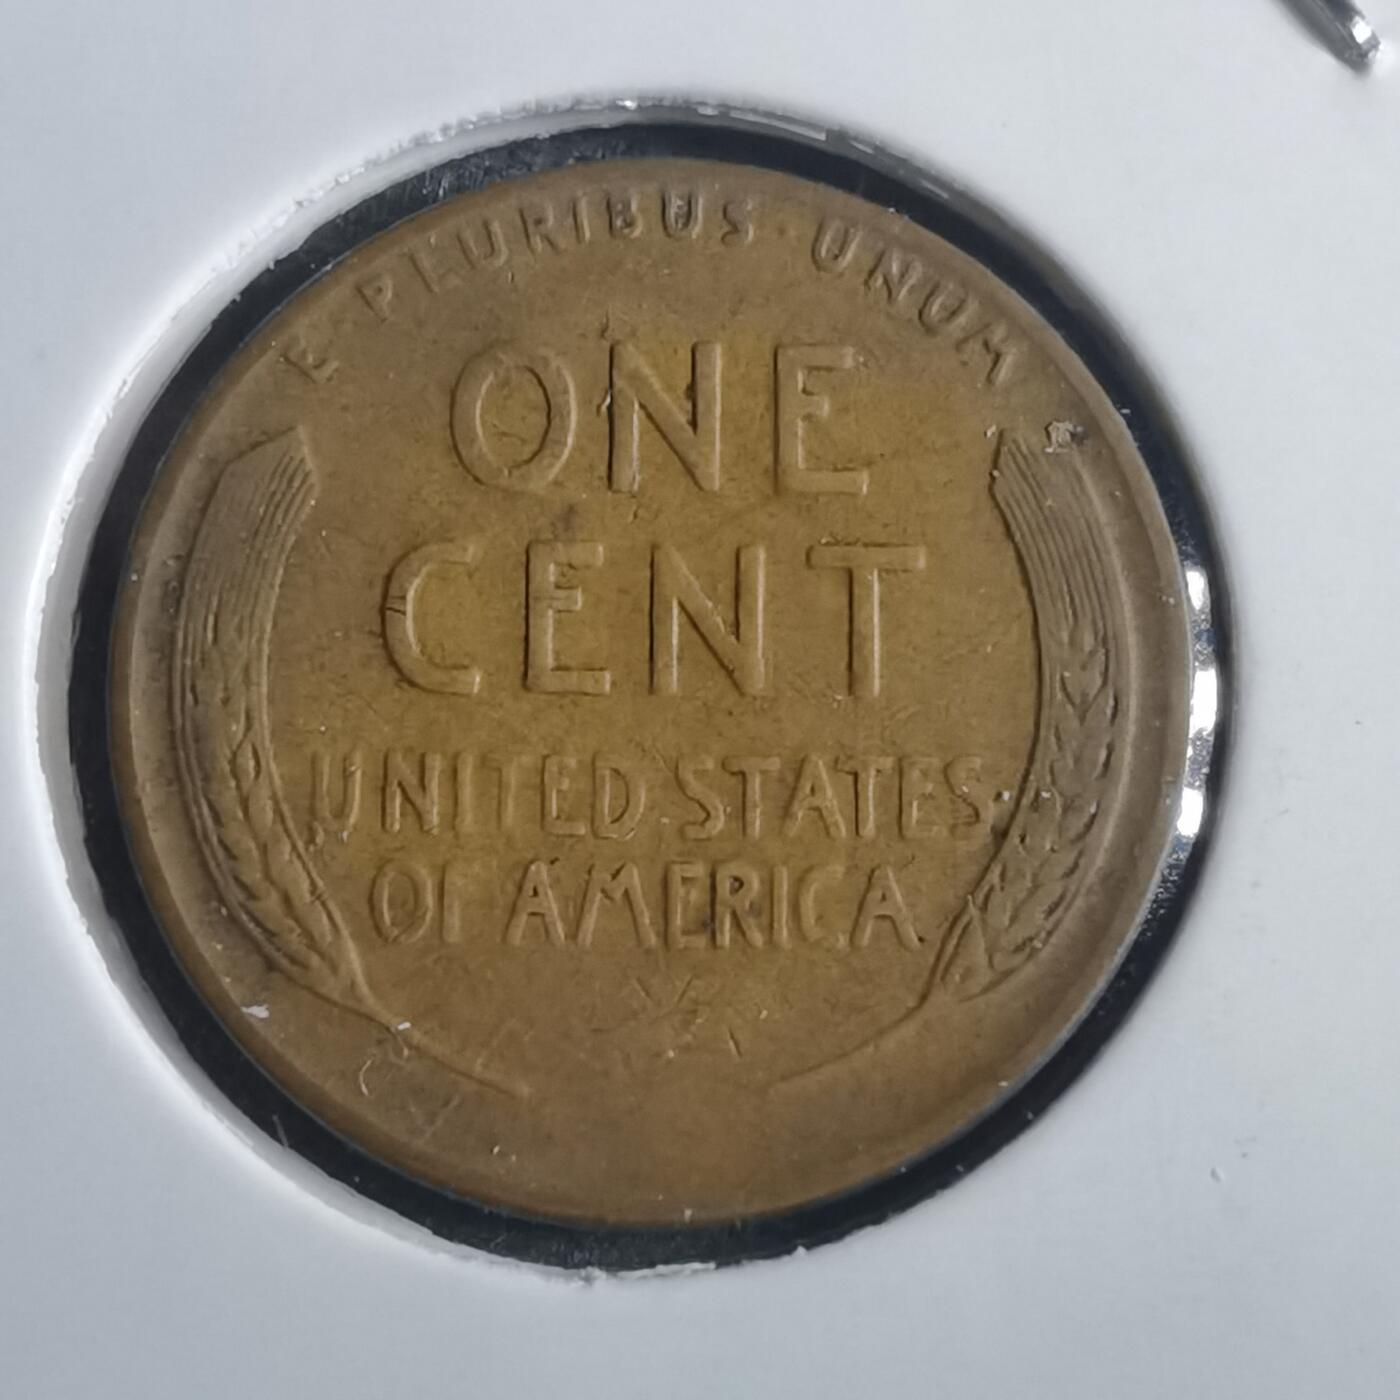 E PLURIBUS · UNUM
ONE
CENT
UNITED·STATES
OF AMERICA